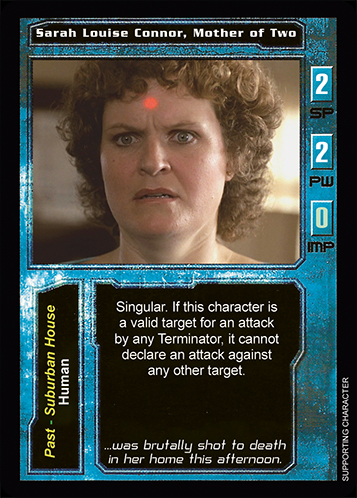 Sarah Louise Connor, Mother of Two
2
SP
2
PW
0
IMP
Past - Suburban House
Human
Singular. If this character is
a valid target for an attack
by any Terminator, it cannot
declare an attack against
any other target.
...was brutally shot to death
in her home this afternoon.
SUPPORTING CHARACTER